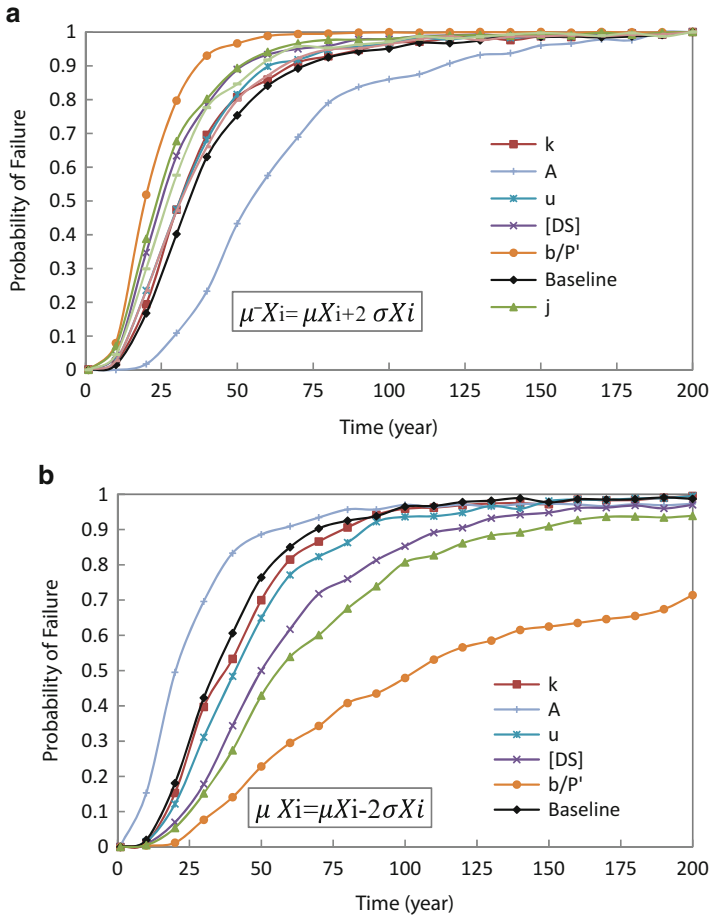 a
Probability of Failure
1
0.9
0.8
0.7
0.6
0.5
0.4
0.3
0.2
0.1
0
k
A
u
[DS]
b/P'
Baseline
j
μ⁻Xi= μXi+2 σXi
0 25 50 75 100 125 150 175 200
Time (year)
b
Probability of Failure
1
0.9
0.8
0.7
0.6
0.5
0.4
0.3
0.2
0.1
0
k
A
u
[DS]
b/P'
Baseline
μ Xi=μXi-2σXi
0 25 50 75 100 125 150 175 200
Time (year)